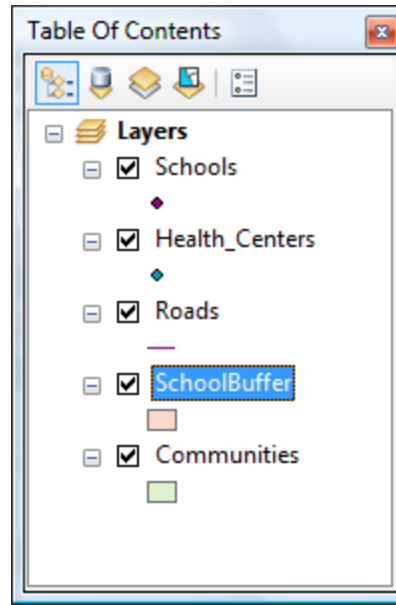 Table Of Contents
Layers
Schools
Health_Centers
Roads
SchoolBuffer
Communities